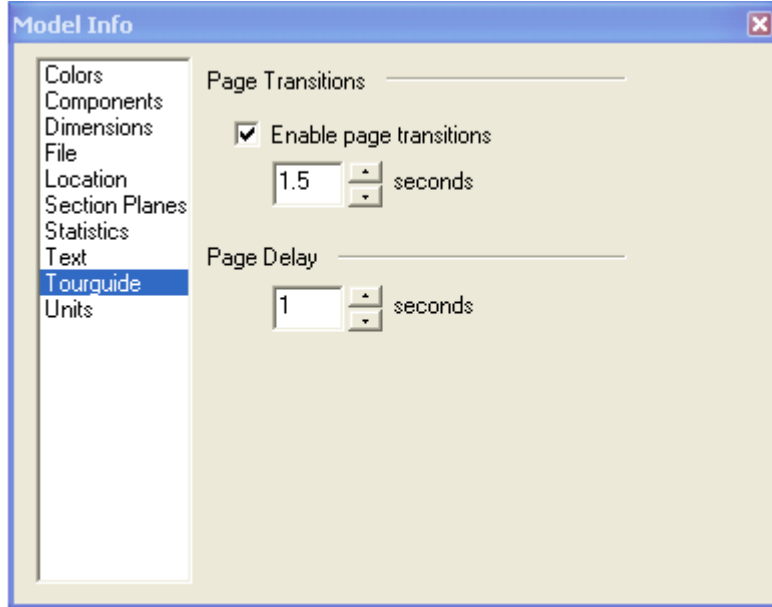 Model Info
Colors
Components
Dimensions
File
Location
Section Planes
Statistics
Text
Tourguide
Units
Page Transitions
Enable page transitions
1.5 seconds
Page Delay
1 seconds